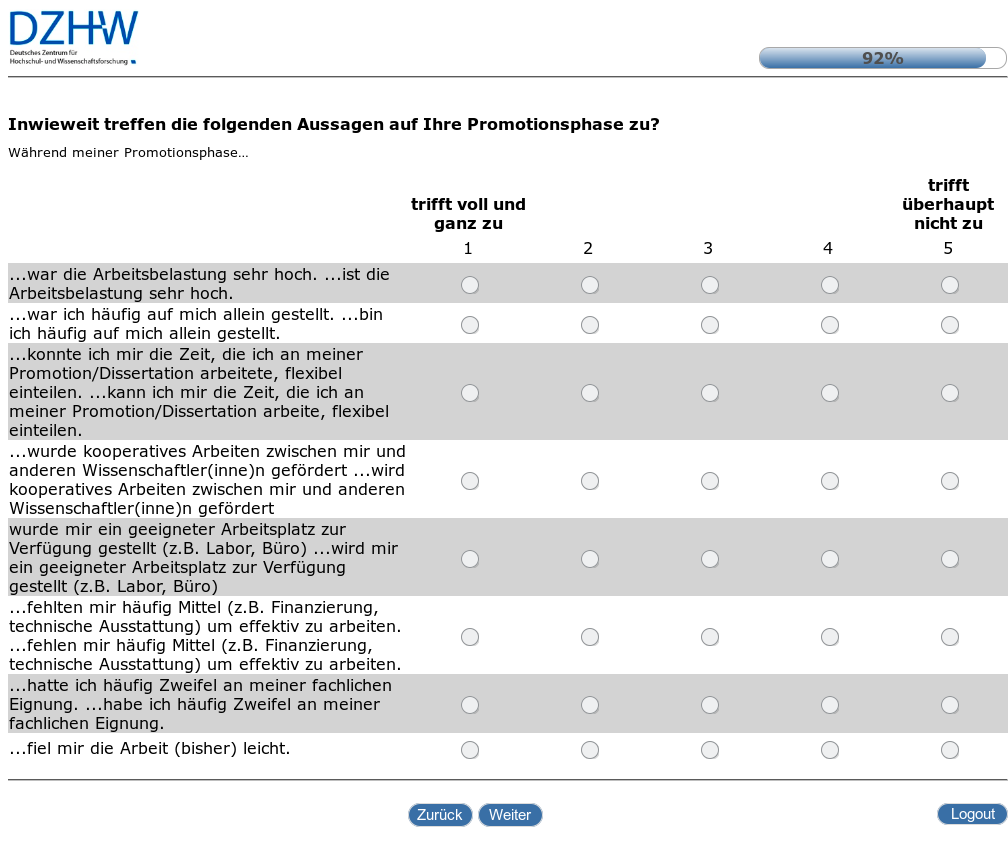 DZHW
Deutsches Zentrum für
Hochschul- und Wissenschaftsforschung
92%
Inwieweit treffen die folgenden Aussagen auf Ihre Promotionsphase zu?
Während meiner Promotionsphase...
trifft voll und
ganz zu
trifft
überhaupt
nicht zu
1 2 3 4 5
...war die Arbeitsbelastung sehr hoch. ...ist die
Arbeitsbelastung sehr hoch.
...war ich häufig auf mich allein gestellt. ...bin
ich häufig auf mich allein gestellt.
...konnte ich mir die Zeit, die ich an meiner
Promotion/Dissertation arbeitete, flexibel
einteilen. ...kann ich mir die Zeit, die ich an
meiner Promotion/Dissertation arbeite, flexibel
einteilen.
...wurde kooperatives Arbeiten zwischen mir und
anderen Wissenschaftler(inne)n gefördert ...wird
kooperatives Arbeiten zwischen mir und anderen
Wissenschaftler(inne)n gefördert
wurde mir ein geeigneter Arbeitsplatz zur
Verfügung gestellt (z.B. Labor, Büro) ...wird mir
ein geeigneter Arbeitsplatz zur Verfügung
gestellt (z.B. Labor, Büro)
...fehlten mir häufig Mittel (z.B. Finanzierung,
technische Ausstattung) um effektiv zu arbeiten.
...fehlen mir häufig Mittel (z.B. Finanzierung,
technische Ausstattung) um effektiv zu arbeiten.
...hatte ich häufig Zweifel an meiner fachlichen
Eignung. ...habe ich häufig Zweifel an meiner
fachlichen Eignung.
...fiel mir die Arbeit (bisher) leicht.
Zurück Weiter Logout